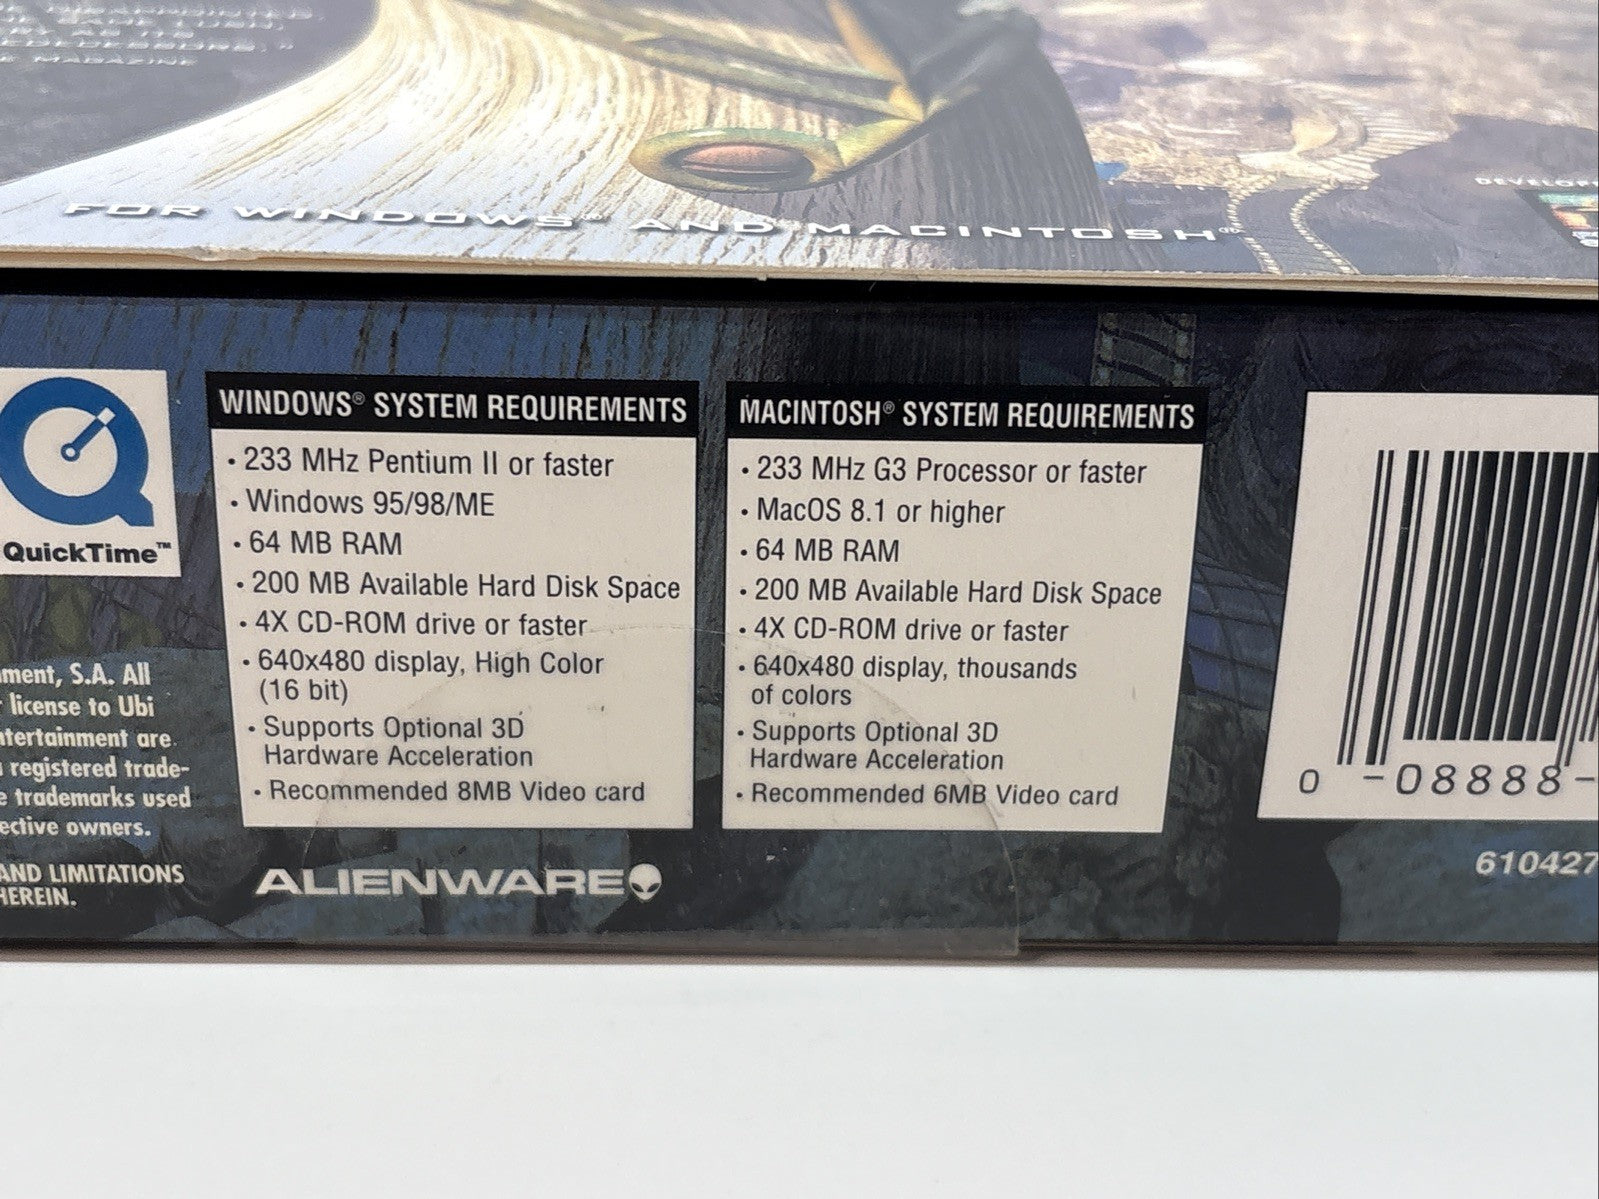 AS ITS
MAGAZINE
FOR WINDOWS® AND MACINTOSH®
QuickTime™
ment, S.A. All
license to Ubi
ntertainment are
registered trade-
e trademarks used
ective owners.
AND LIMITATIONS
HEREIN.
WINDOWS® SYSTEM REQUIREMENTS
• 233 MHz Pentium II or faster
• Windows 95/98/ME
• 64 MB RAM
• 200 MB Available Hard Disk Space
• 4X CD-ROM drive or faster
• 640x480 display, High Color
(16 bit)
• Supports Optional 3D
Hardware Acceleration
• Recommended 8MB Video card
ALIENWARE
MACINTOSH® SYSTEM REQUIREMENTS
• 233 MHz G3 Processor or faster
• MacOS 8.1 or higher
• 64 MB RAM
• 200 MB Available Hard Disk Space
• 4X CD-ROM drive or faster
• 640x480 display, thousands
of colors
• Supports Optional 3D
Hardware Acceleration
• Recommended 6MB Video card
0 -08888-
610427